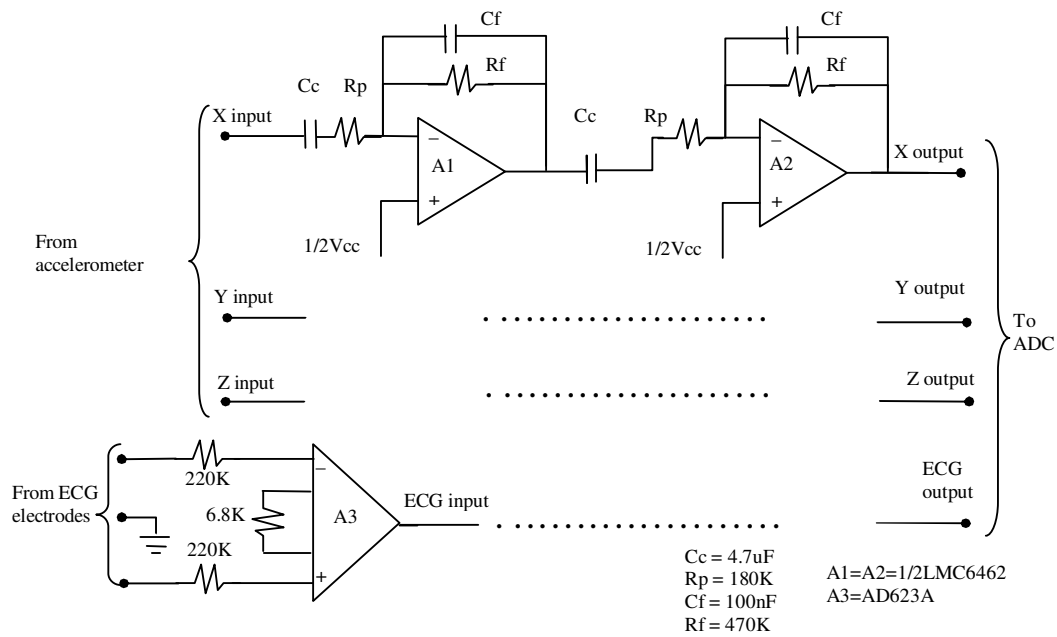 Cf
Cf
Rf
Rf
Cc
Rp
Cc
Rp
X input
–
A1
+
–
A2
+
X output
1/2Vcc
1/2Vcc
From
accelerometer
Y input
Y output
To
ADC
Z input
Z output
From ECG
electrodes
220K
–
6.8K
A3
220K
+
ECG input
ECG
output
Cc = 4.7uF
Rp = 180K
Cf = 100nF
Rf = 470K
A1=A2=1/2LMC6462
A3=AD623A